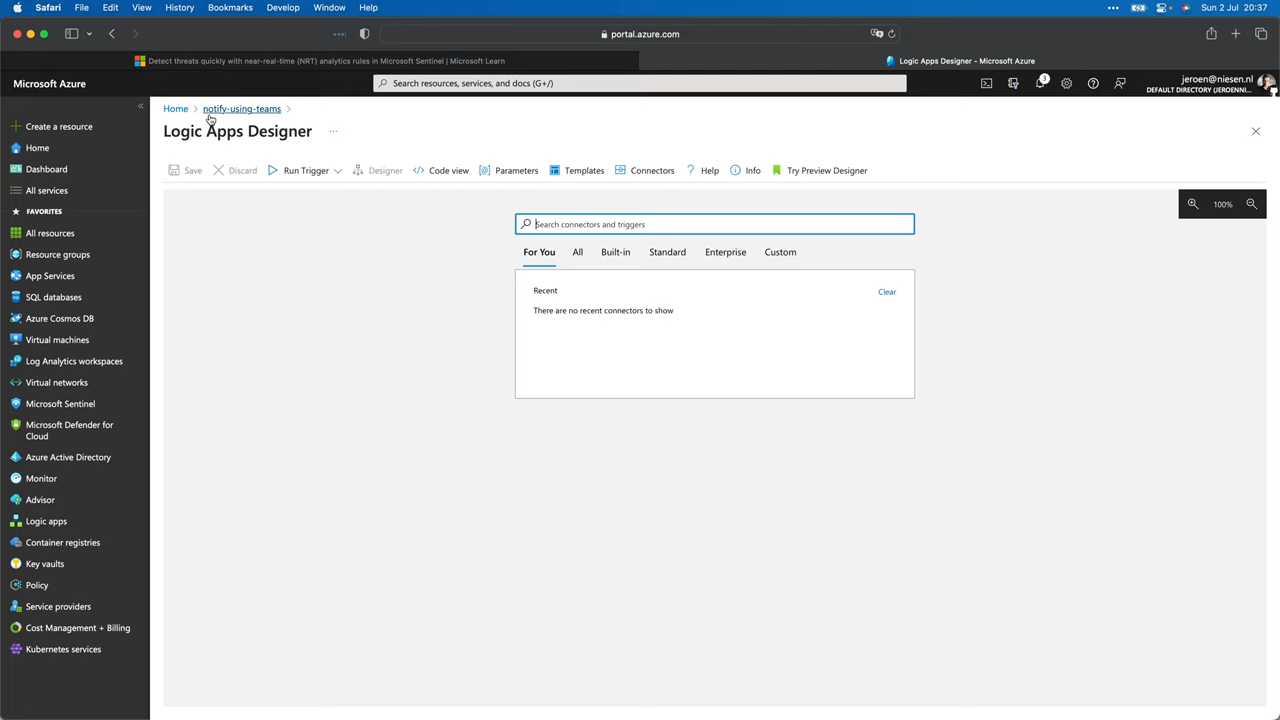 Safari File Edit View History Bookmarks Develop Window Help Sun 2 Jul 20:37
portal.azure.com
Detect threats quickly with near-real-time (NRT) analytics rules in Microsoft Sentinel | Microsoft Learn
Logic Apps Designer - Microsoft Azure
Microsoft Azure
Search resources, services, and docs (G+/)
3
jeroen@niesen.nl
DEFAULT DIRECTORY (JEROENNI...
Home > notify-using-teams >
Logic Apps Designer ...
Save Discard Run Trigger Designer Code view Parameters Templates Connectors Help Info Try Preview Designer
100%
Search connectors and triggers
For You All Built-in Standard Enterprise Custom
Recent Clear
There are no recent connectors to show
Create a resource
Home
Dashboard
All services
FAVORITES
All resources
Resource groups
App Services
SQL databases
Azure Cosmos DB
Virtual machines
Log Analytics workspaces
Virtual networks
Microsoft Sentinel
Microsoft Defender for
Cloud
Azure Active Directory
Monitor
Advisor
Logic apps
Container registries
Key vaults
Policy
Service providers
Cost Management + Billing
Kubernetes services